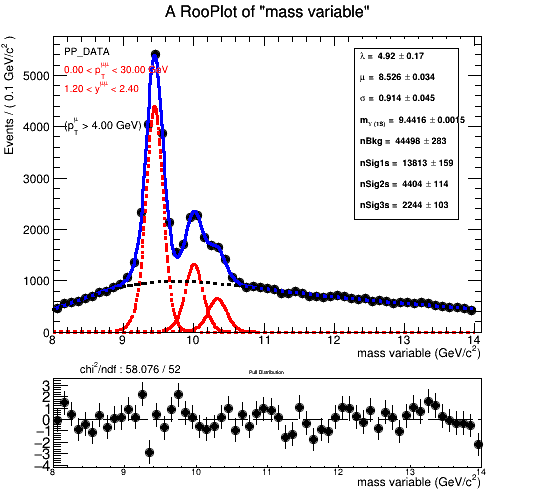 A RooPlot of "mass variable"
Events / ( 0.1 GeV/c² )
PP_DATA
0.00 < p_T^μμ < 30.00 GeV
1.20 < y^μμ < 2.40
(p_T^μ > 4.00 GeV)
λ = 4.92 ± 0.17
μ = 8.526 ± 0.034
σ = 0.914 ± 0.045
m_ϒ(1S) = 9.4416 ± 0.0015
nBkg = 44498 ± 283
nSig1s = 13813 ± 159
nSig2s = 4404 ± 114
nSig3s = 2244 ± 103
5000
4000
3000
2000
1000
0
8 9 10 11 12 13 14
mass variable (GeV/c²)
chi²/ndf : 58.076 / 52
Pull Distribution
3
2
1
0
−1
−2
−3
−4
8 9 10 11 12 13 14
mass variable (GeV/c²)